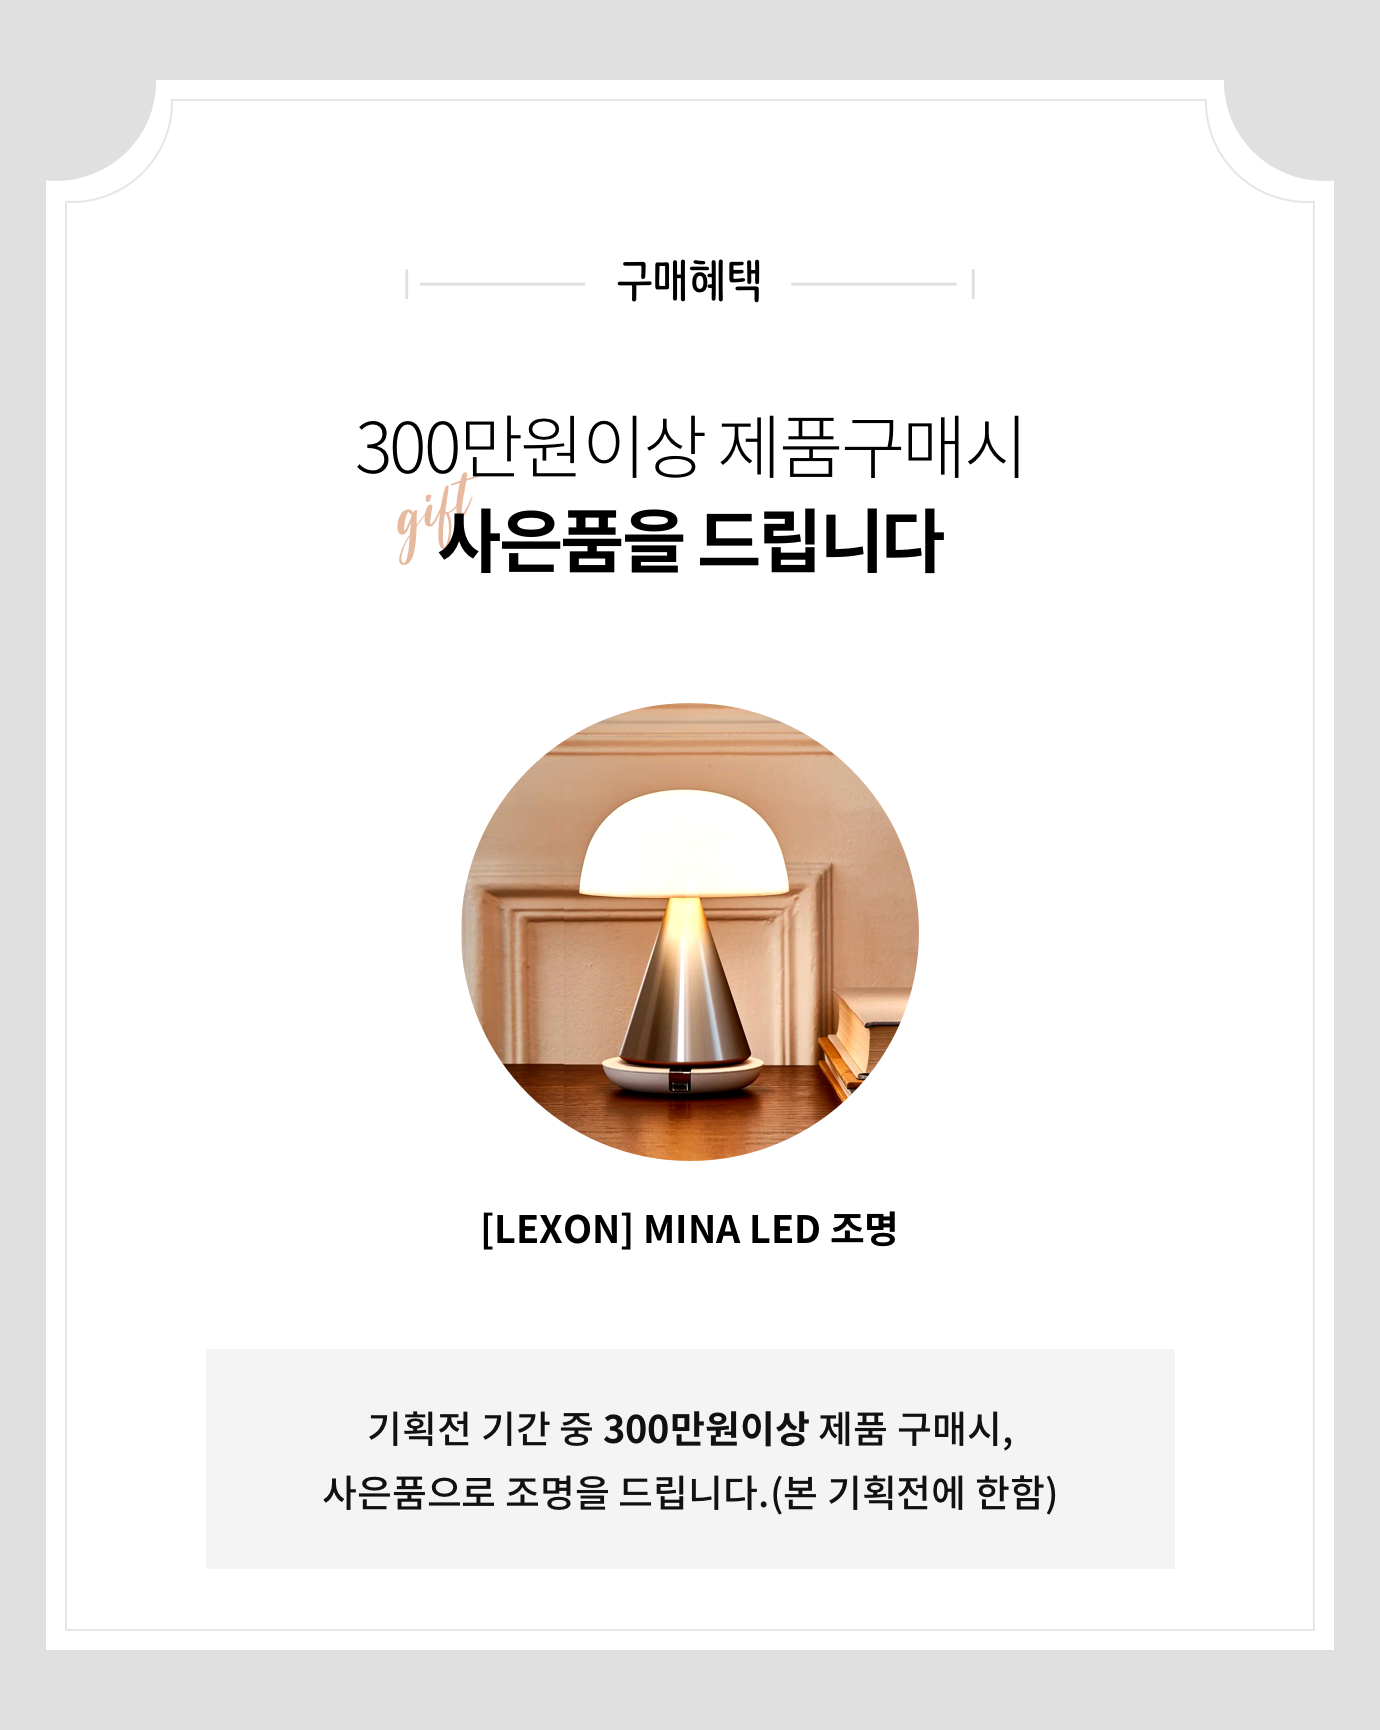 구매혜택
300만원이상 제품구매시
gift
사은품을 드립니다
[LEXON] MINA LED 조명
기획전 기간 중 300만원이상 제품 구매시,
사은품으로 조명을 드립니다.(본 기획전에 한함)